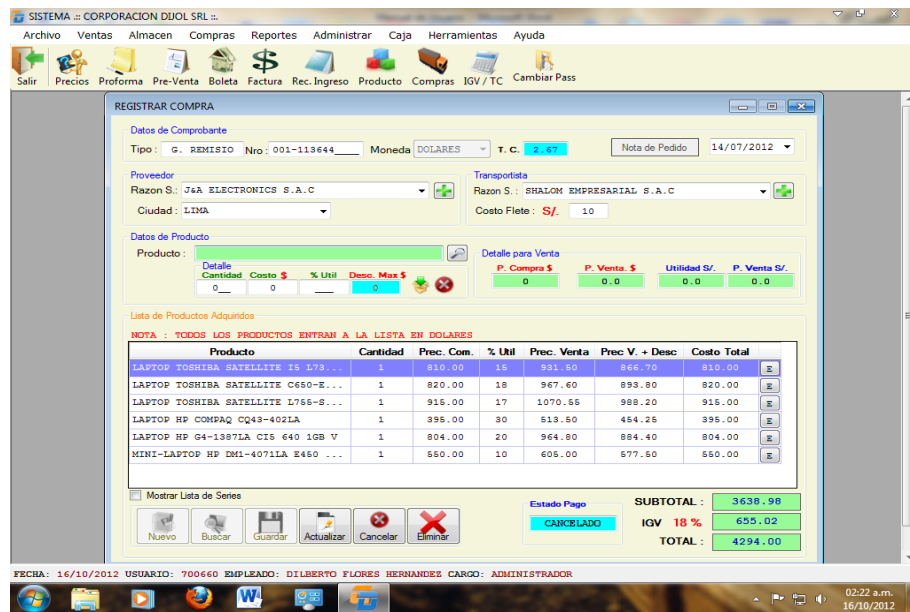 SISTEMA .:: CORPORACION DIJOL SRL ::.
Archivo Ventas Almacen Compras Reportes Administrar Caja Herramientas Ayuda
Salir Precios Proforma Pre-Venta Boleta Factura Rec. Ingreso Producto Compras IGV / TC Cambiar Pass
REGISTRAR COMPRA
Datos de Comprobante
Tipo : G. REMISIO Nro : 001-113644____ Moneda DOLARES T. C. 2.67 Nota de Pedido 14/07/2012
Proveedor Transportista
Razon S.: J&A ELECTRONICS S.A.C Razon S. : SHALOM EMPRESARIAL S.A.C
Ciudad : LIMA Costo Flete : S/. 10
Datos de Producto
Producto : Detalle para Venta
Detalle
Cantidad Costo $ % Util Desc. Max $ P. Compra $ P. Venta. $ Utilidad S/. P. Venta S/.
0__ 0 ___ 0 0 0.0 0.0 0.0
Lista de Productos Adquiridos
NOTA : TODOS LOS PRODUCTOS ENTRAN A LA LISTA EN DOLARES
Producto Cantidad Prec. Com. % Util Prec. Venta Prec V. + Desc Costo Total
LAPTOP TOSHIBA SATELLITE I5 L73... 1 810.00 15 931.50 866.70 810.00 E
LAPTOP TOSHIBA SATELLITE C650-E... 1 820.00 18 967.60 893.80 820.00 E
LAPTOP TOSHIBA SATELLITE L755-S... 1 915.00 17 1070.55 988.20 915.00 E
LAPTOP HP COMPAQ CQ43-402LA 1 395.00 30 513.50 454.25 395.00 E
LAPTOP HP G4-1387LA CI5 640 1GB V 1 804.00 20 964.80 884.40 804.00 E
MINI-LAPTOP HP DM1-4071LA E450 ... 1 550.00 10 605.00 577.50 550.00 E
Mostrar Lista de Series
Estado Pago SUBTOTAL : 3638.98
CANCELADO IGV 18 % 655.02
Nuevo Buscar Guardar Actualizar Cancelar Eliminar
TOTAL : 4294.00
FECHA: 16/10/2012 USUARIO: 700660 EMPLEADO: DILBERTO FLORES HERNANDEZ CARGO: ADMINISTRADOR
02:22 a.m.
16/10/2012